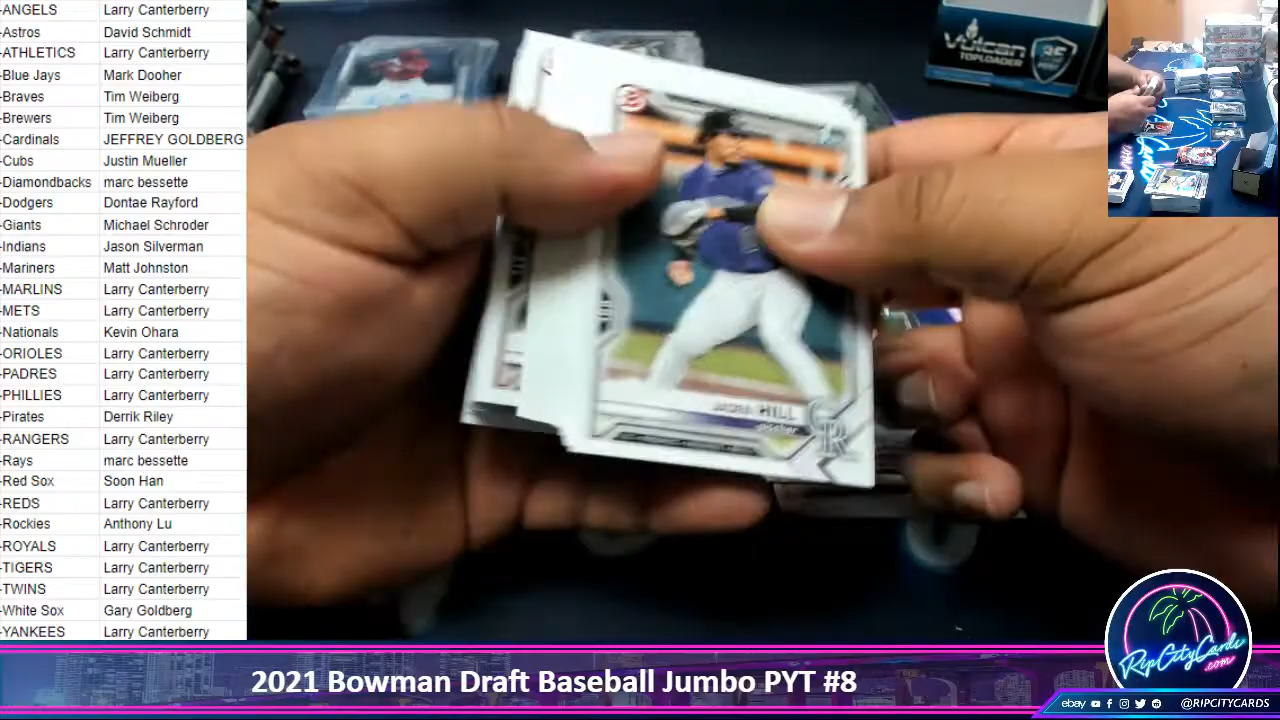 -ANGELS Larry Canterberry
-Astros David Schmidt
-ATHLETICS Larry Canterberry
-Blue Jays Mark Dooher
-Braves Tim Weiberg
-Brewers Tim Weiberg
-Cardinals JEFFREY GOLDBERG
-Cubs Justin Mueller
-Diamondbacks marc bessette
-Dodgers Dontae Rayford
-Giants Michael Schroder
-Indians Jason Silverman
-Mariners Matt Johnston
-MARLINS Larry Canterberry
-METS Larry Canterberry
-Nationals Kevin Ohara
-ORIOLES Larry Canterberry
-PADRES Larry Canterberry
-PHILLIES Larry Canterberry
-Pirates Derrik Riley
-RANGERS Larry Canterberry
-Rays marc bessette
-Red Sox Soon Han
-REDS Larry Canterberry
-Rockies Anthony Lu
-ROYALS Larry Canterberry
-TIGERS Larry Canterberry
-TWINS Larry Canterberry
-White Sox Gary Goldberg
-YANKEES Larry Canterberry
Vulcan
TOPLOADER
35
HILL
CR
2021 Bowman Draft Baseball Jumbo PYT #8
RipCityCards
.com
ebay @RIPCITYCARDS